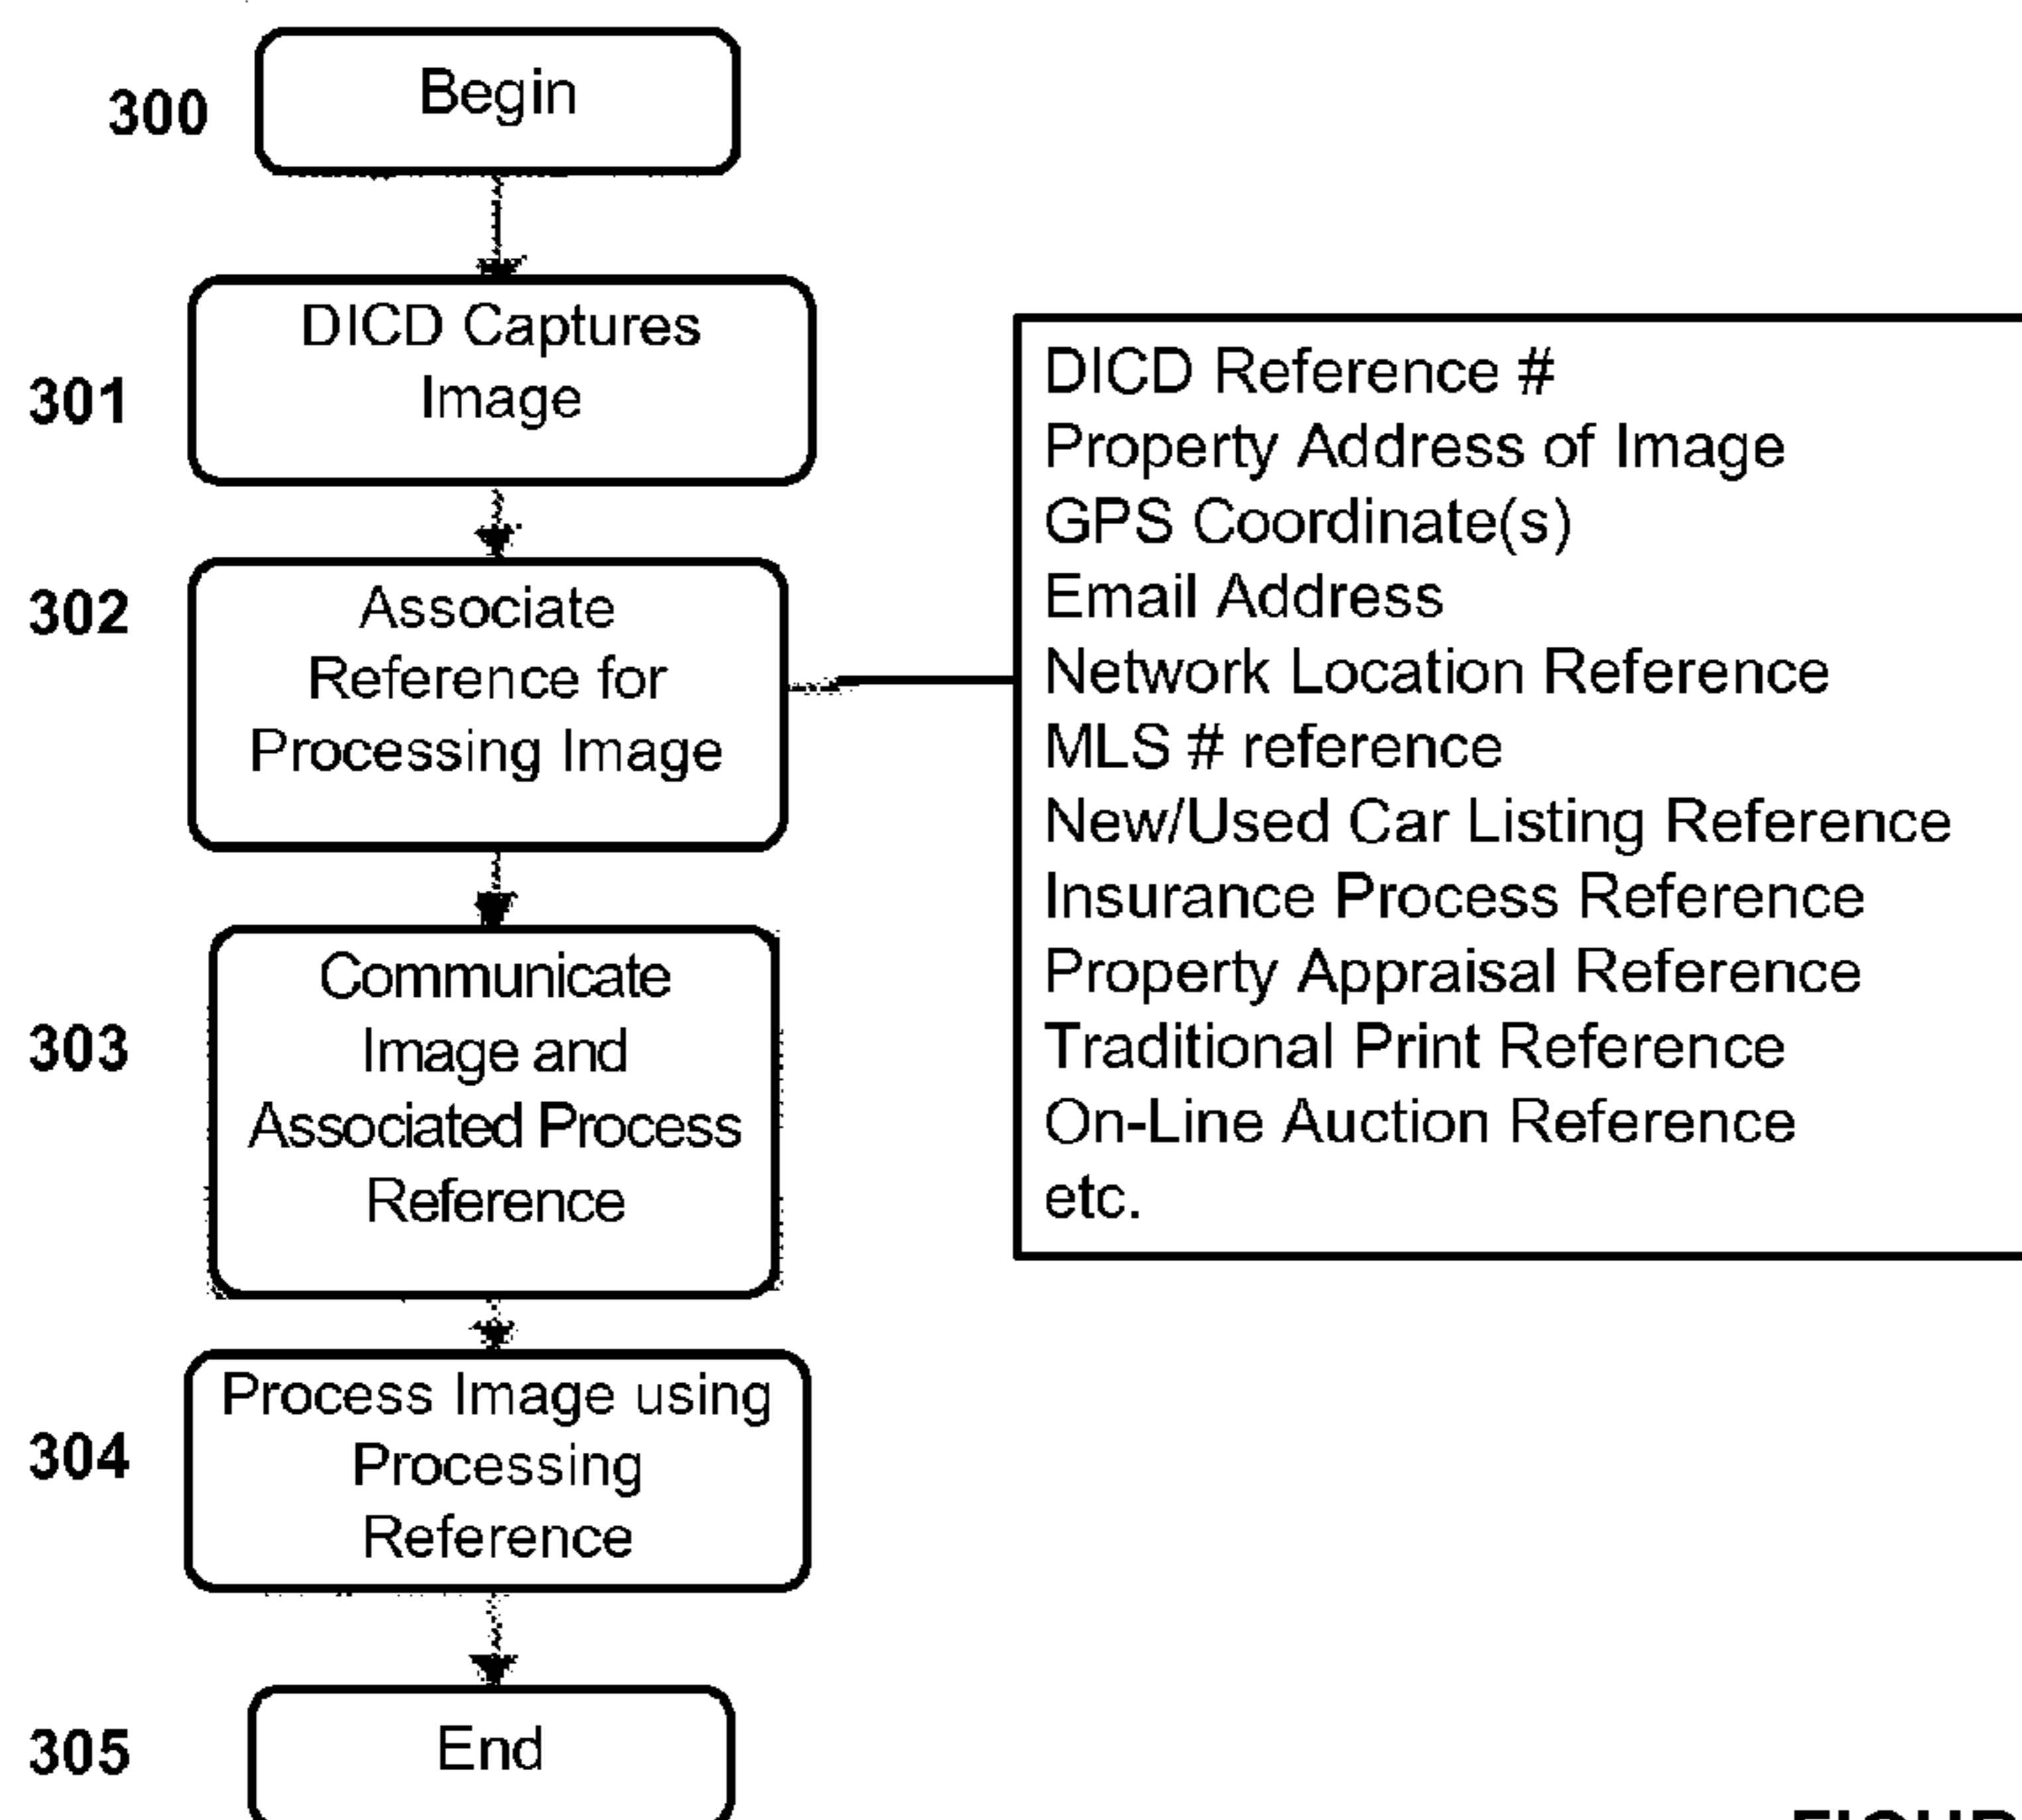 300
Begin
301
DICD Captures
Image
302
Associate
Reference for
Processing Image
DICD Reference #
Property Address of Image
GPS Coordinate(s)
Email Address
Network Location Reference
MLS # reference
New/Used Car Listing Reference
Insurance Process Reference
Property Appraisal Reference
Traditional Print Reference
On-Line Auction Reference
etc.
303
Communicate
Image and
Associated Process
Reference
304
Process Image using
Processing
Reference
305
End